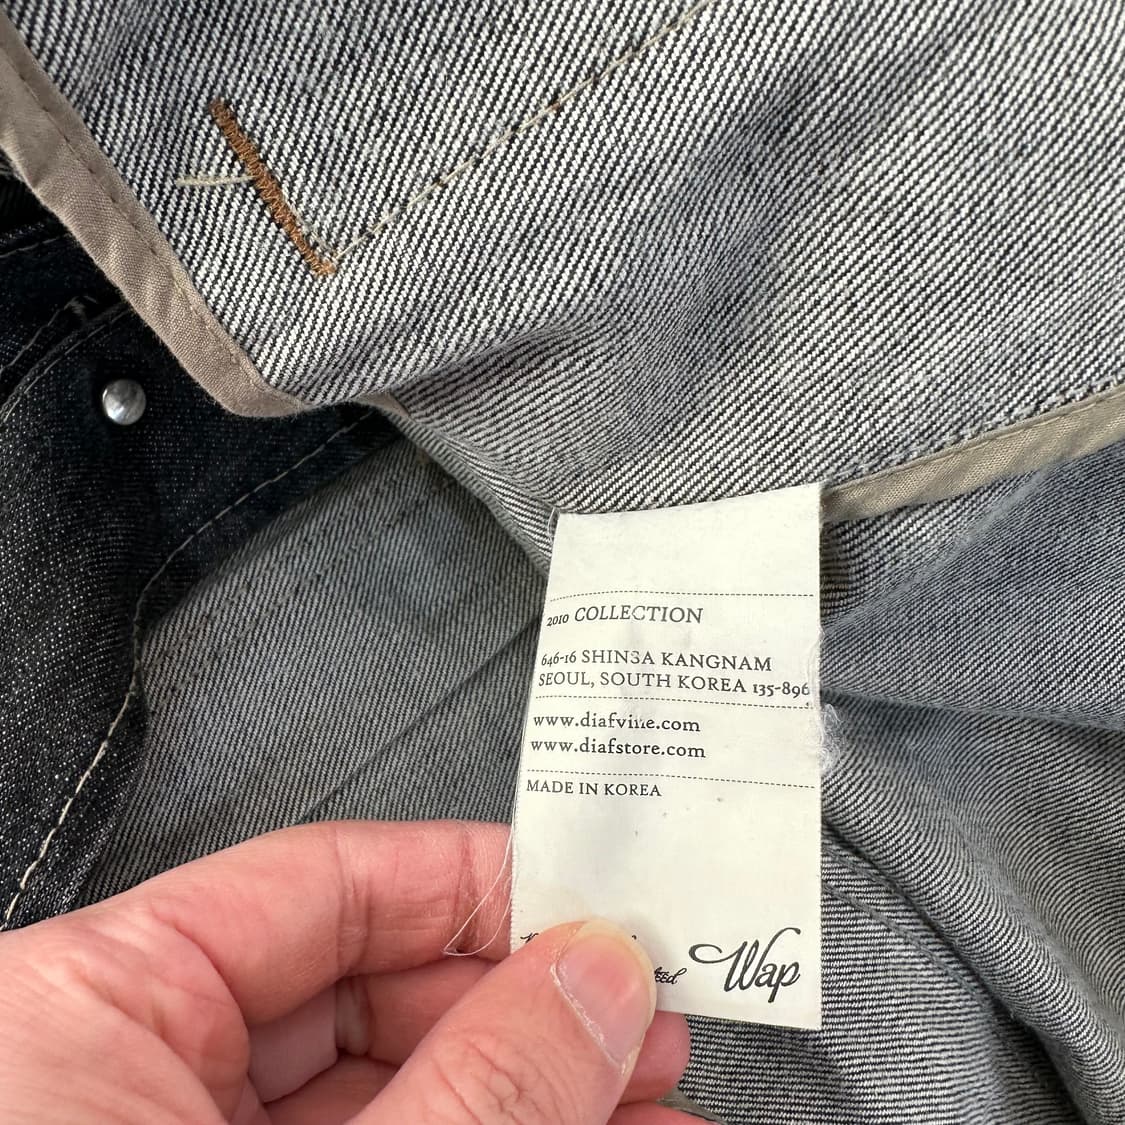 2010 COLLECTION
646-16 SHINSA KANGNAM
SEOUL, SOUTH KOREA 135-896
www.diafvine.com
www.diafstore.com
MADE IN KOREA
Wap